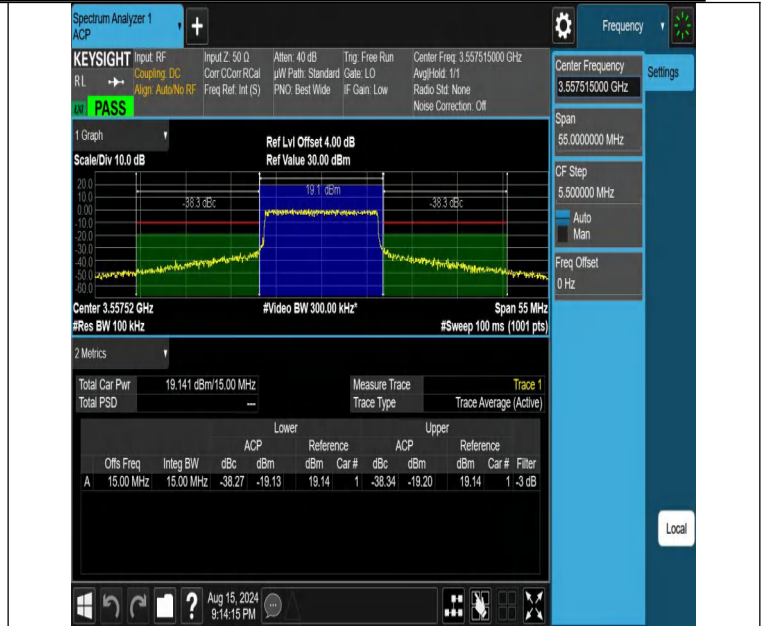 Spectrum Analyzer 1
ACP
+
Frequency
KEYSIGHT
RL
PASS
Input: RF
Coupling: DC
Align: Auto/No RF
Input Z: 50 Ω
Corr CCorr RCal
Freq Ref: Int (S)
Atten: 40 dB
µW Path: Standard
PNO: Best Wide
Trig: Free Run
Gate: LO
IF Gain: Low
Center Freq: 3.557515000 GHz
Avg|Hold: 1/1
Radio Std: None
Noise Correction: Off
Center Frequency
3.557515000 GHz
Settings
Span
55.0000000 MHz
CF Step
5.500000 MHz
Auto
Man
Freq Offset
0 Hz
1 Graph
Scale/Div 10.0 dB
Ref Lvl Offset 4.00 dB
Ref Value 30.00 dBm
20.0
10.0
0.00
-10.0
-20.0
-30.0
-40.0
-50.0
-60.0
-38.3 dBc
19.1 dBm
-38.3 dBc
Center 3.55752 GHz
#Video BW 300.00 kHz*
Span 55 MHz
#Res BW 100 kHz
#Sweep 100 ms (1001 pts)
2 Metrics
Total Car Pwr 19.141 dBm/15.00 MHz
Total PSD ---
Measure Trace Trace 1
Trace Type Trace Average (Active)
Lower Upper
ACP Reference ACP Reference
Offs Freq Integ BW dBc dBm dBm Car # dBc dBm dBm Car # Filter
A 15.00 MHz 15.00 MHz -38.27 -19.13 19.14 1 -38.34 -19.20 19.14 1 -3 dB
Local
?
Aug 15, 2024
9:14:15 PM